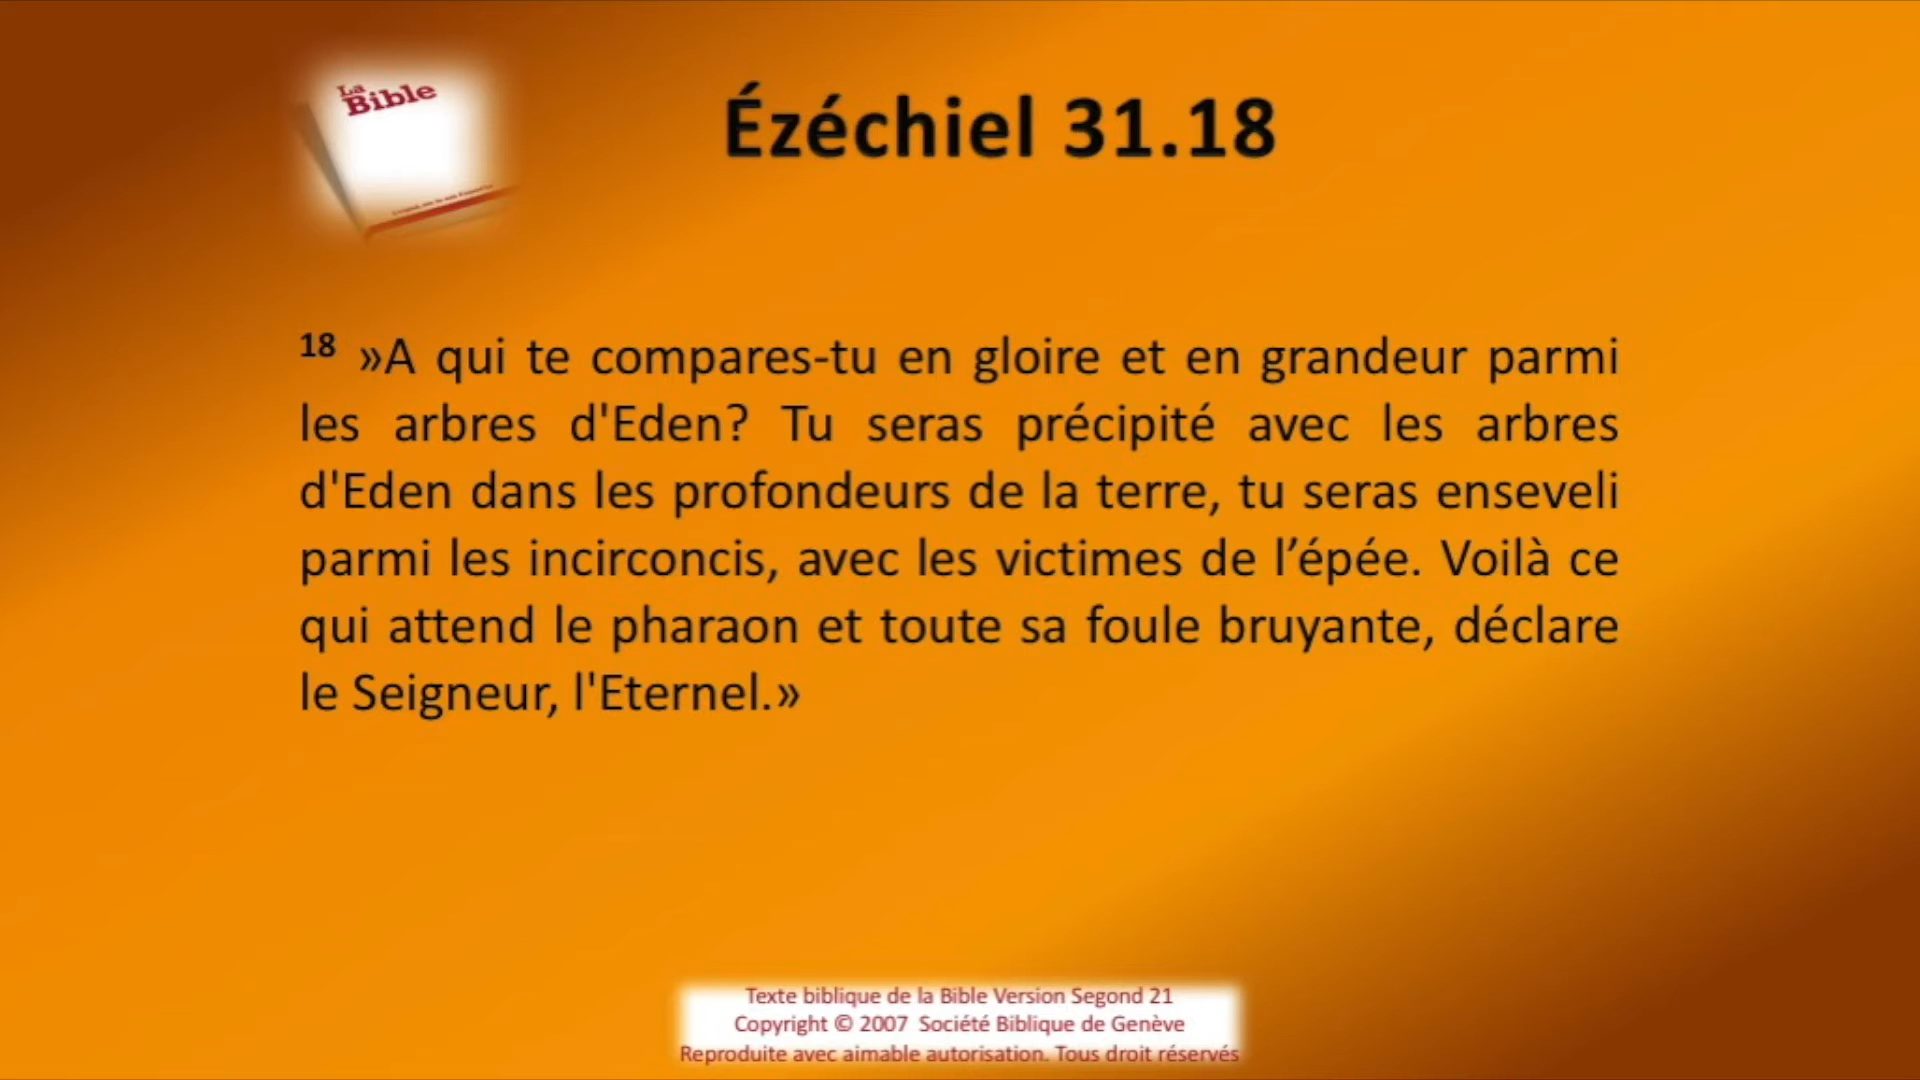 La
Bible
Ézéchiel 31.18
18 »A qui te compares-tu en gloire et en grandeur parmi
les arbres d'Eden? Tu seras précipité avec les arbres
d'Eden dans les profondeurs de la terre, tu seras enseveli
parmi les incirconcis, avec les victimes de l’épée. Voilà ce
qui attend le pharaon et toute sa foule bruyante, déclare
le Seigneur, l'Eternel.»
Texte biblique de la Bible Version Segond 21
Copyright © 2007 Société Biblique de Genève
Reproduite avec aimable autorisation. Tous droit réservés